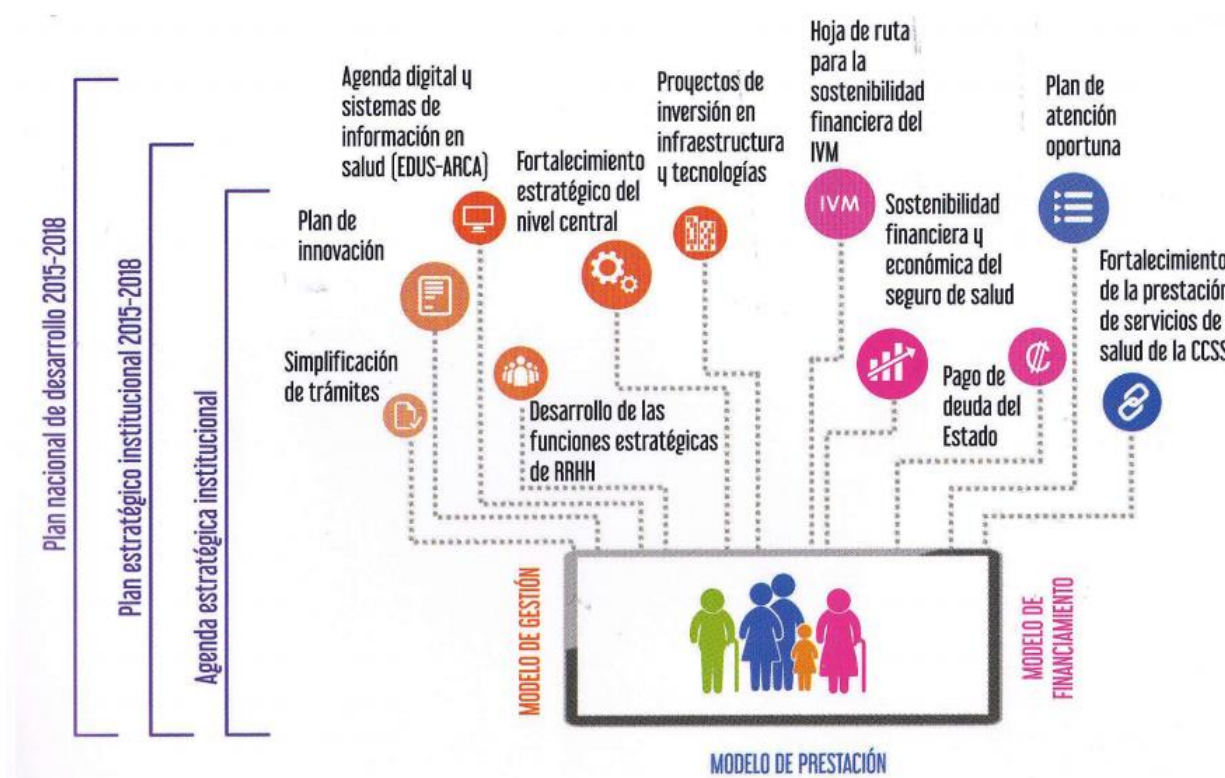 Plan nacional de desarrollo 2015-2018
Plan estratégico institucional 2015-2018
Agenda estratégica institucional
Simplificación
de trámites
Plan de
innovación
Agenda digital y
sistemas de
información en
salud (EDUS-ARCA)
Desarrollo de las
funciones estratégicas
de RRHH
Fortalecimiento
estratégico del
nivel central
Proyectos de
inversión en
infraestructura
y tecnologías
Hoja de ruta
para la
sostenibilidad
financiera del
IVM
IVM
Sostenibilidad
financiera y
económica del
seguro de salud
Pago de
deuda del
Estado
₡
Plan de
atención
oportuna
Fortalecimiento
de la prestación
de servicios de
salud de la CCSS
MODELO DE GESTIÓN
MODELO DE
FINANCIAMIENTO
MODELO DE PRESTACIÓN